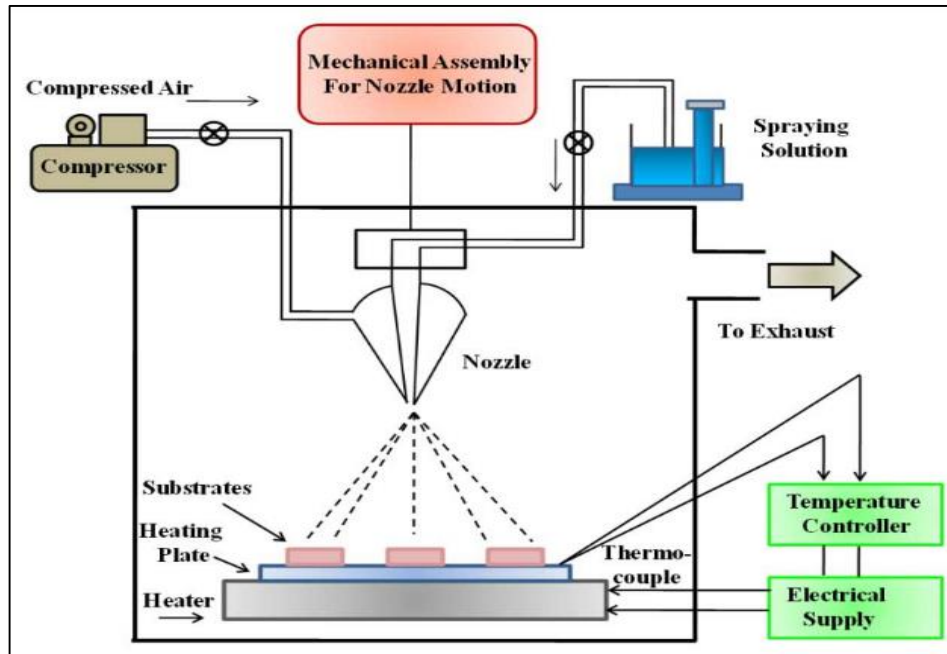 Mechanical Assembly
For Nozzle Motion
Compressed Air
Compressor
Spraying
Solution
To Exhaust
Nozzle
Substrates
Heating
Plate
Heater
Thermo-
couple
Temperature
Controller
Electrical
Supply